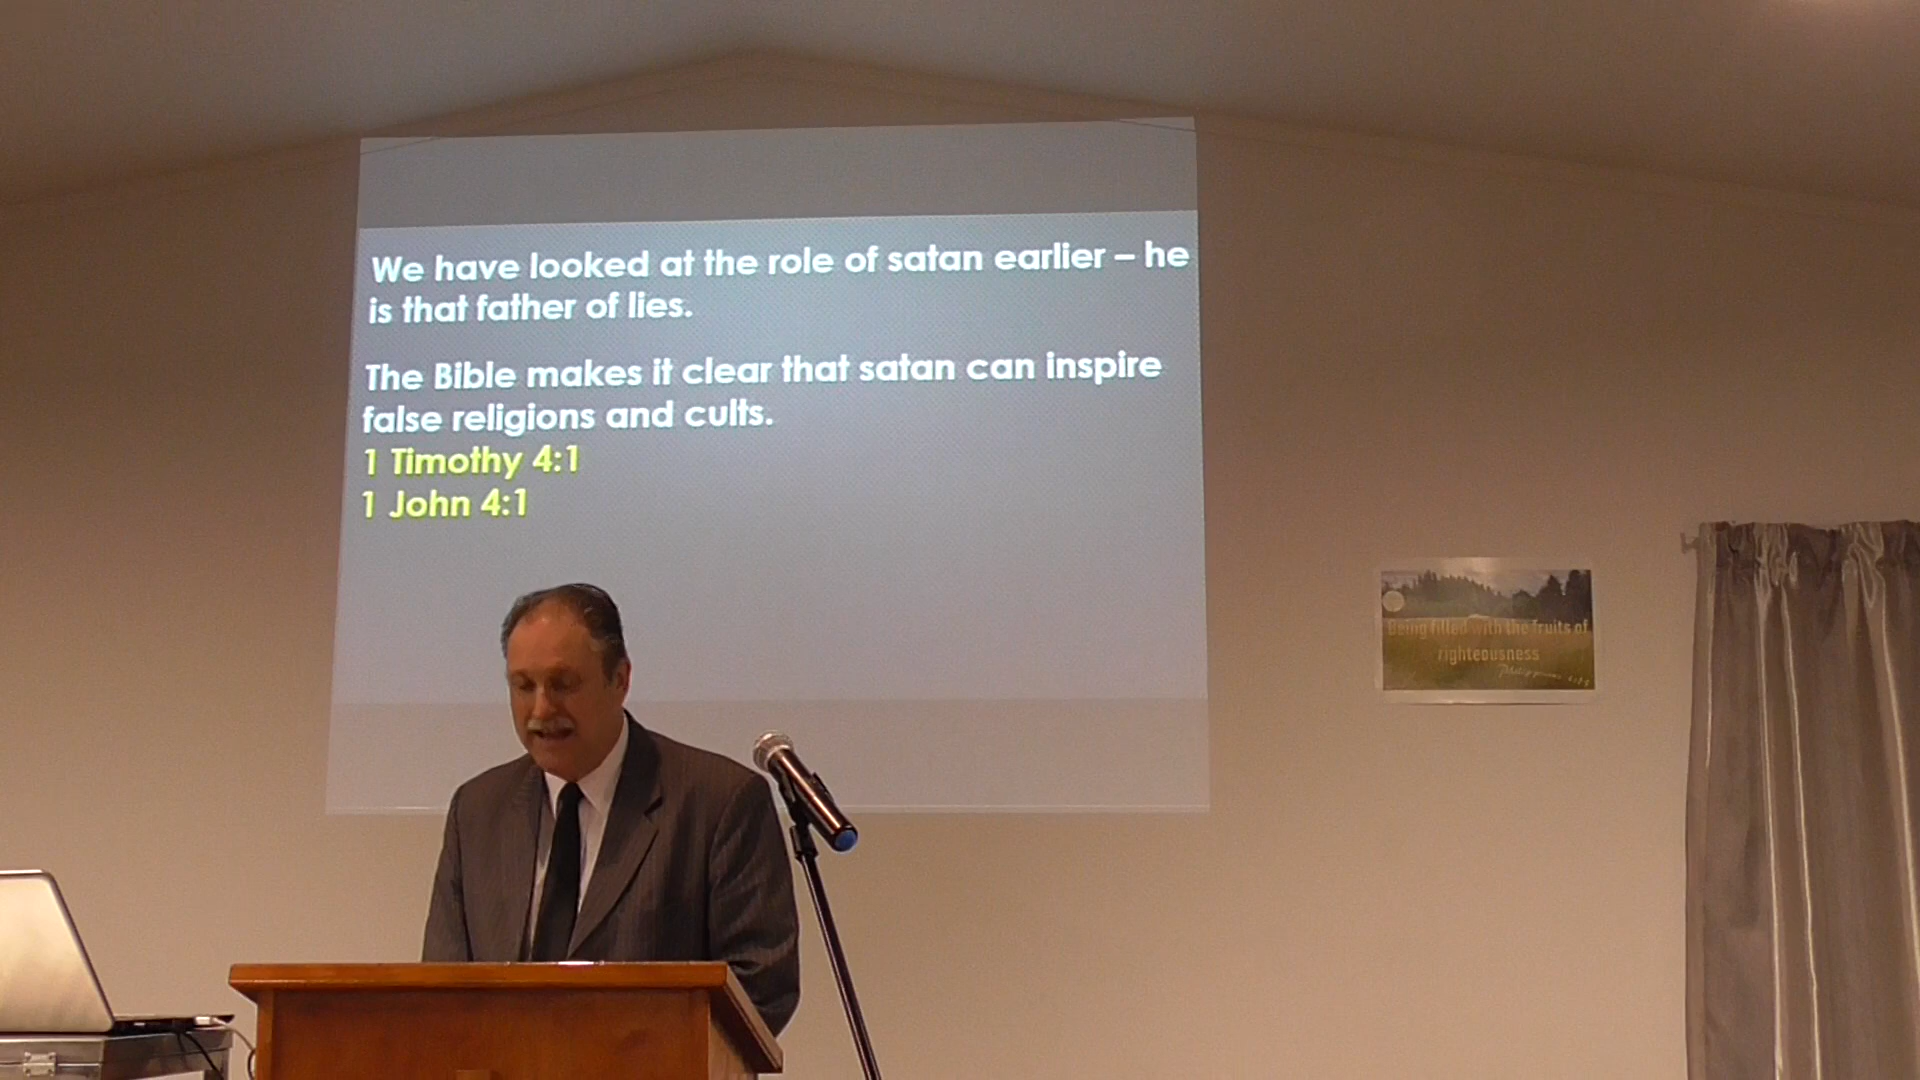 We have looked at the role of satan earlier – he
is that father of lies.
The Bible makes it clear that satan can inspire
false religions and cults.
1 Timothy 4:1
1 John 4:1
Being filled with the fruits of
righteousness